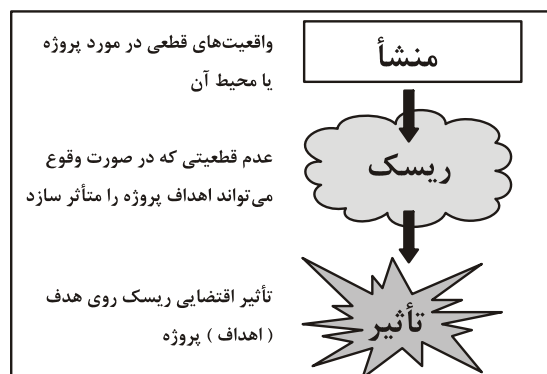 منشأ
واقعیت‌های قطعی در مورد پروژه
یا محیط آن
ریسک
عدم قطعیتی که در صورت وقوع
می‌تواند اهداف پروژه را متأثر سازد
تأثیر
تأثیر اقتضایی ریسک روی هدف
( اهداف ) پروژه